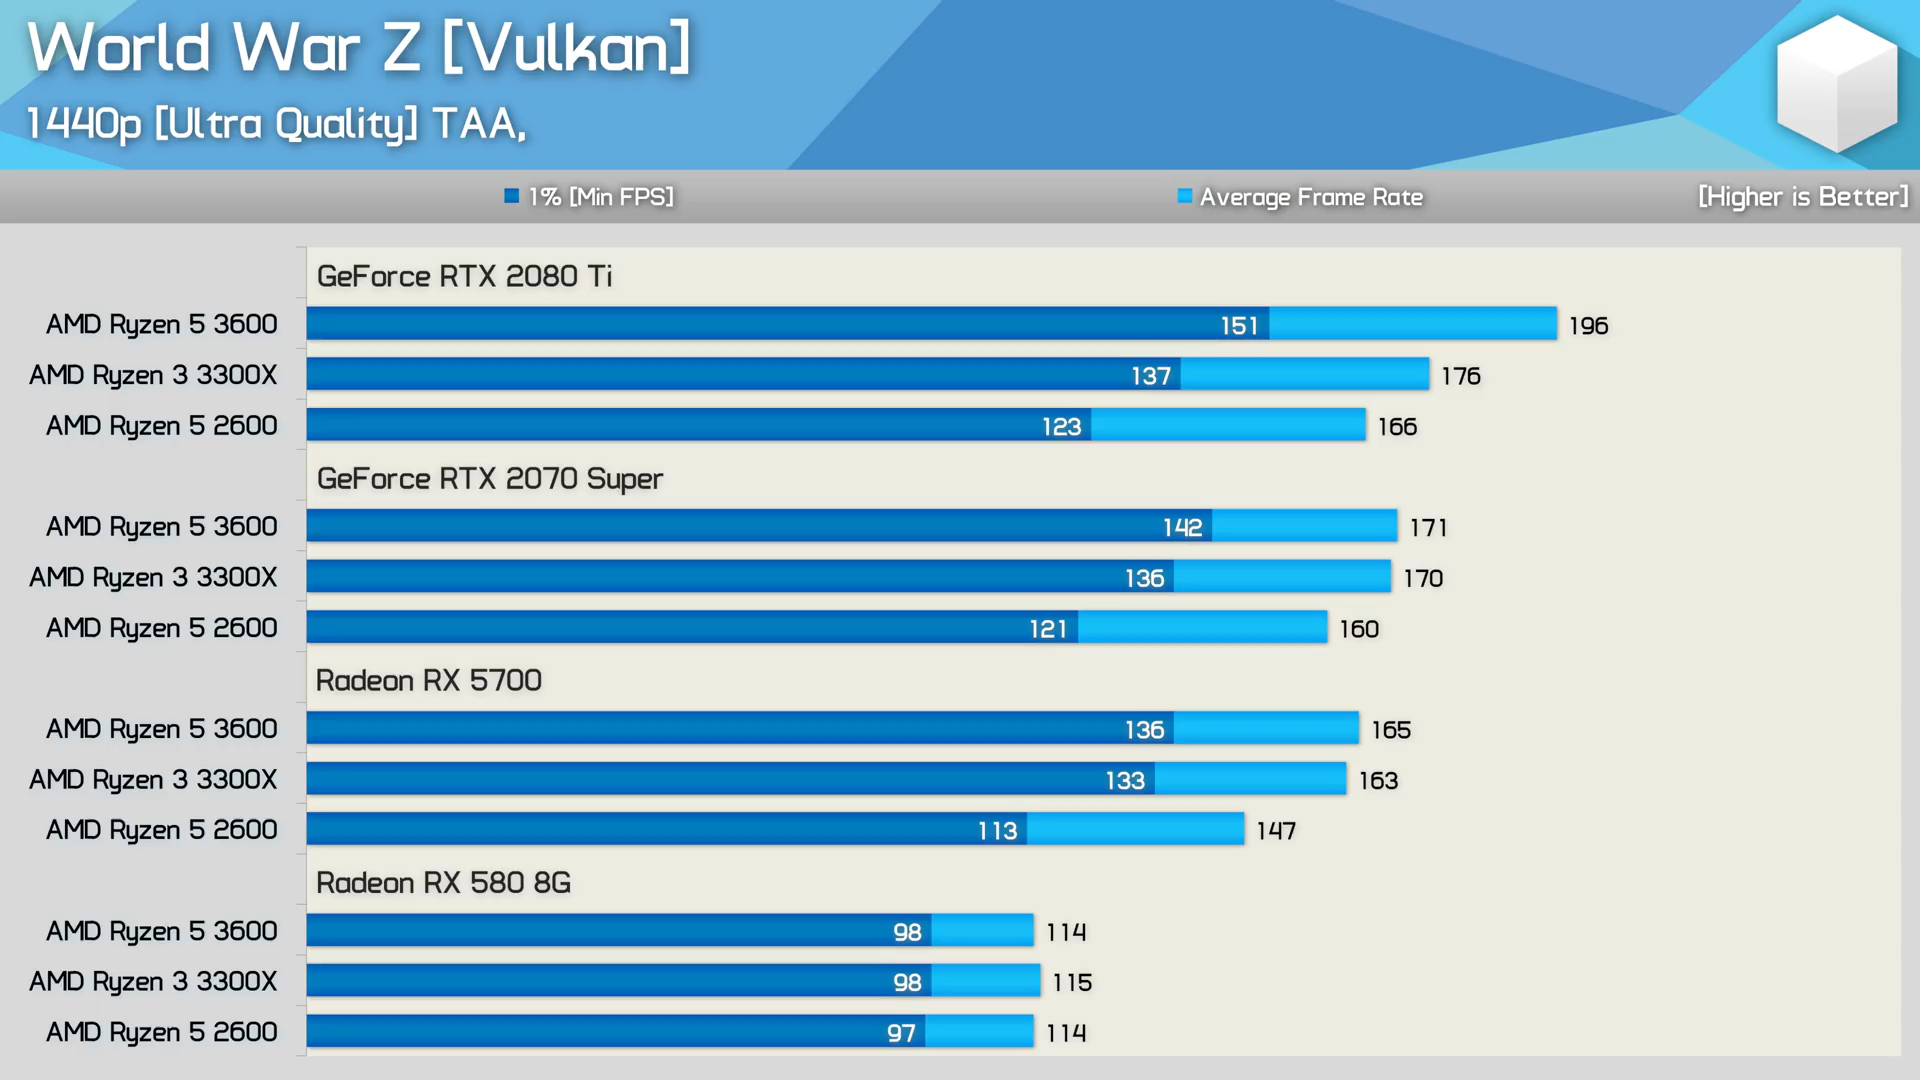 World War Z [Vulkan]
1440p [Ultra Quality] TAA,
1% [Min FPS] Average Frame Rate [Higher is Better]
GeForce RTX 2080 Ti
AMD Ryzen 5 3600 151 196
AMD Ryzen 3 3300X 137 176
AMD Ryzen 5 2600 123 166
GeForce RTX 2070 Super
AMD Ryzen 5 3600 142 171
AMD Ryzen 3 3300X 136 170
AMD Ryzen 5 2600 121 160
Radeon RX 5700
AMD Ryzen 5 3600 136 165
AMD Ryzen 3 3300X 133 163
AMD Ryzen 5 2600 113 147
Radeon RX 580 8G
AMD Ryzen 5 3600 98 114
AMD Ryzen 3 3300X 98 115
AMD Ryzen 5 2600 97 114